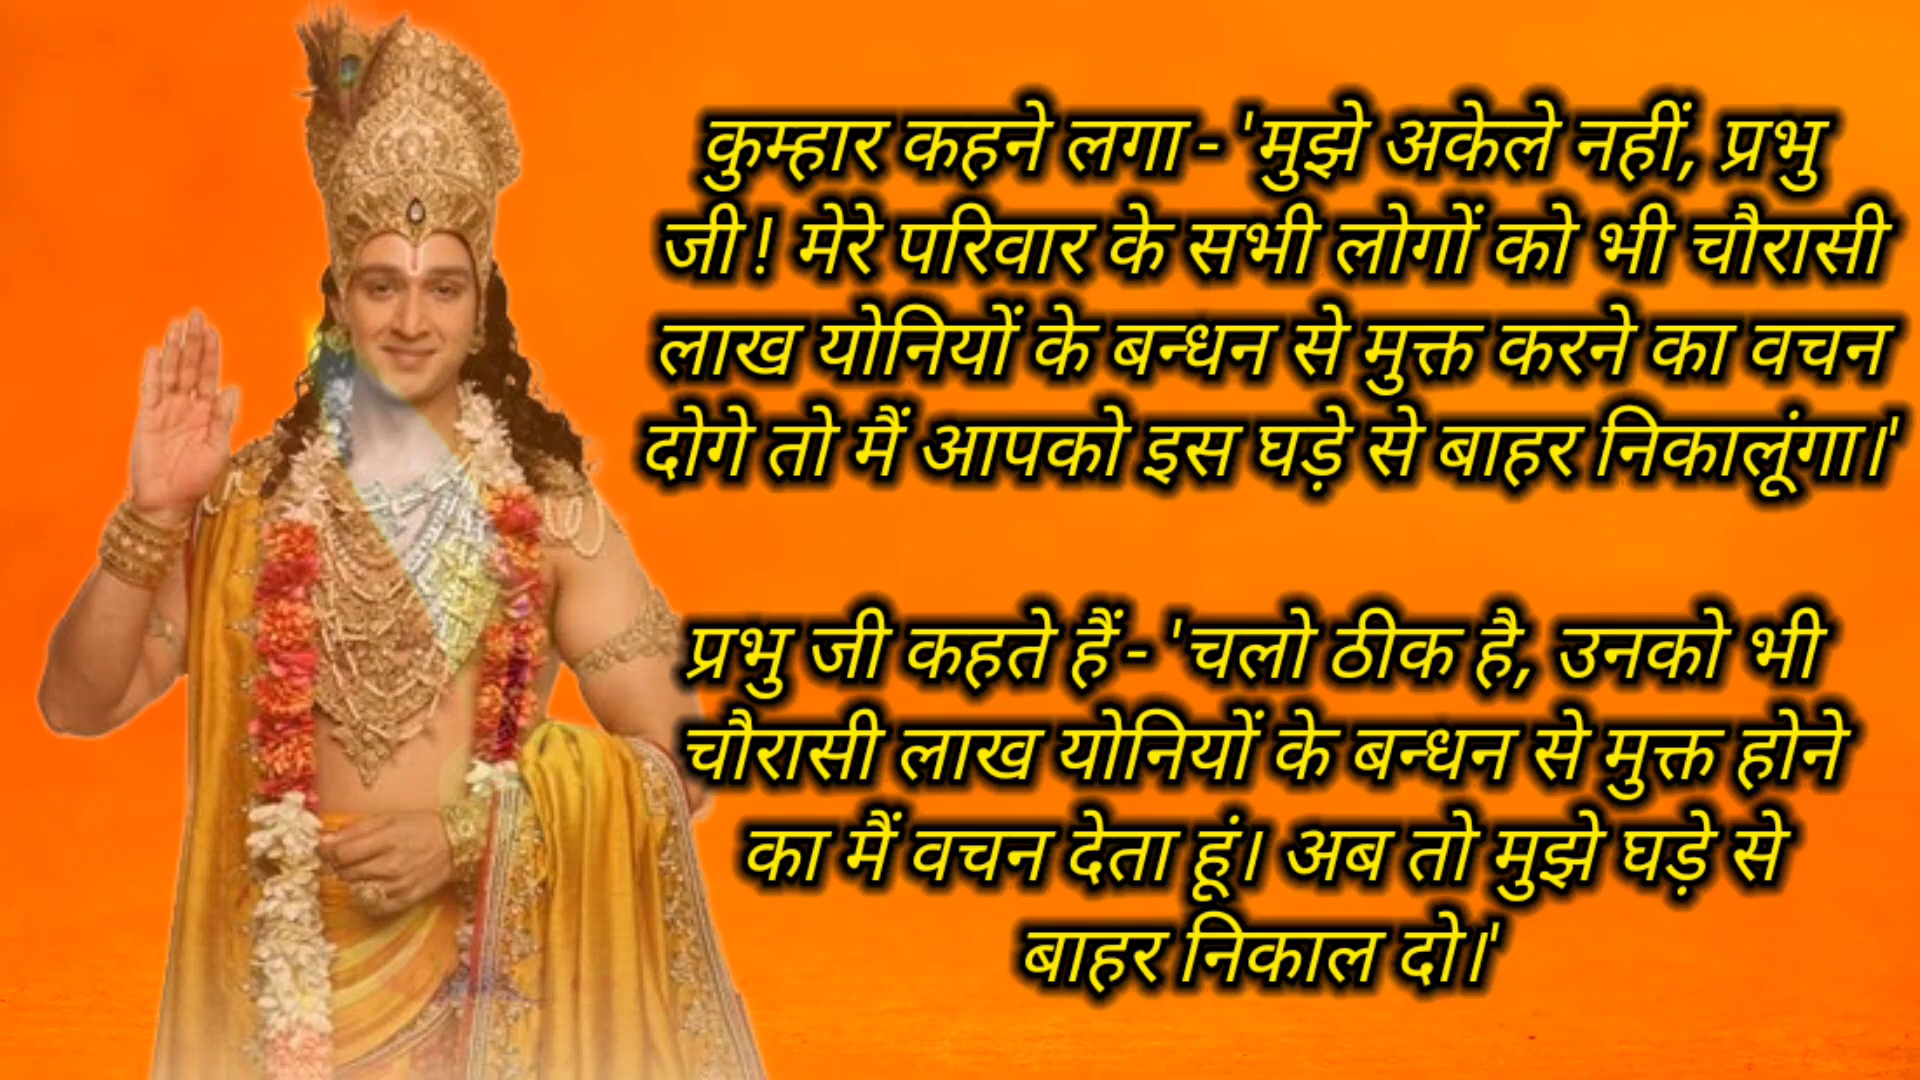 कुम्हार कहने लगा - 'मुझे अकेले नहीं, प्रभु
जी ! मेरे परिवार के सभी लोगों को भी चौरासी
लाख योनियों के बन्धन से मुक्त करने का वचन
दोगे तो मैं आपको इस घड़े से बाहर निकालूंगा।'
प्रभु जी कहते हैं - 'चलो ठीक है, उनको भी
चौरासी लाख योनियों के बन्धन से मुक्त होने
का मैं वचन देता हूं। अब तो मुझे घड़े से
बाहर निकाल दो।'